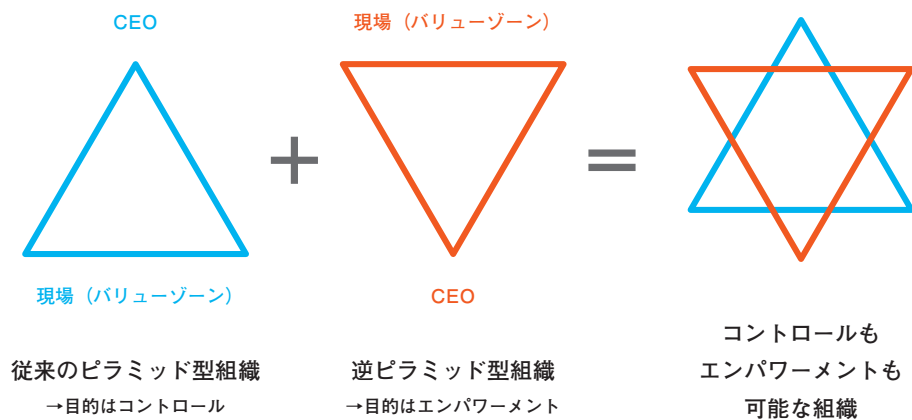 CEO
現場（バリューゾーン）
従来のピラミッド型組織
→目的はコントロール
+
現場（バリューゾーン）
CEO
逆ピラミッド型組織
→目的はエンパワーメント
=
コントロールも
エンパワーメントも
可能な組織